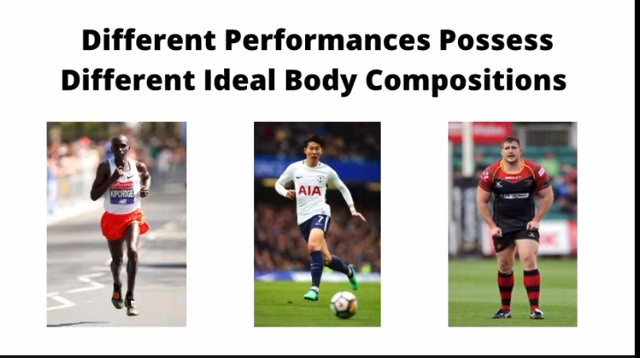 Different Performances Possess
Different Ideal Body Compositions
KIPCHOGE
AIA
7